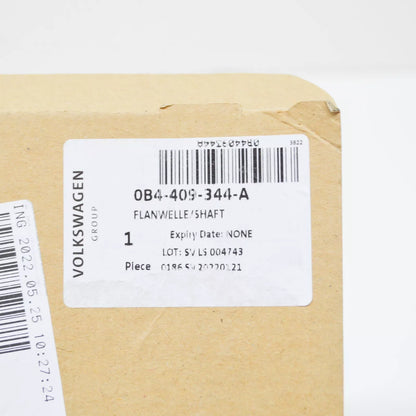 0B4409344A
3822
VOLKSWAGEN
GROUP
0B4-409-344-A
FLANWELLE/SHAFT
1 Expiry Date: NONE
LOT: SV LS 004743
Piece 0186 SV
ING 2022.05.25 10:27:24